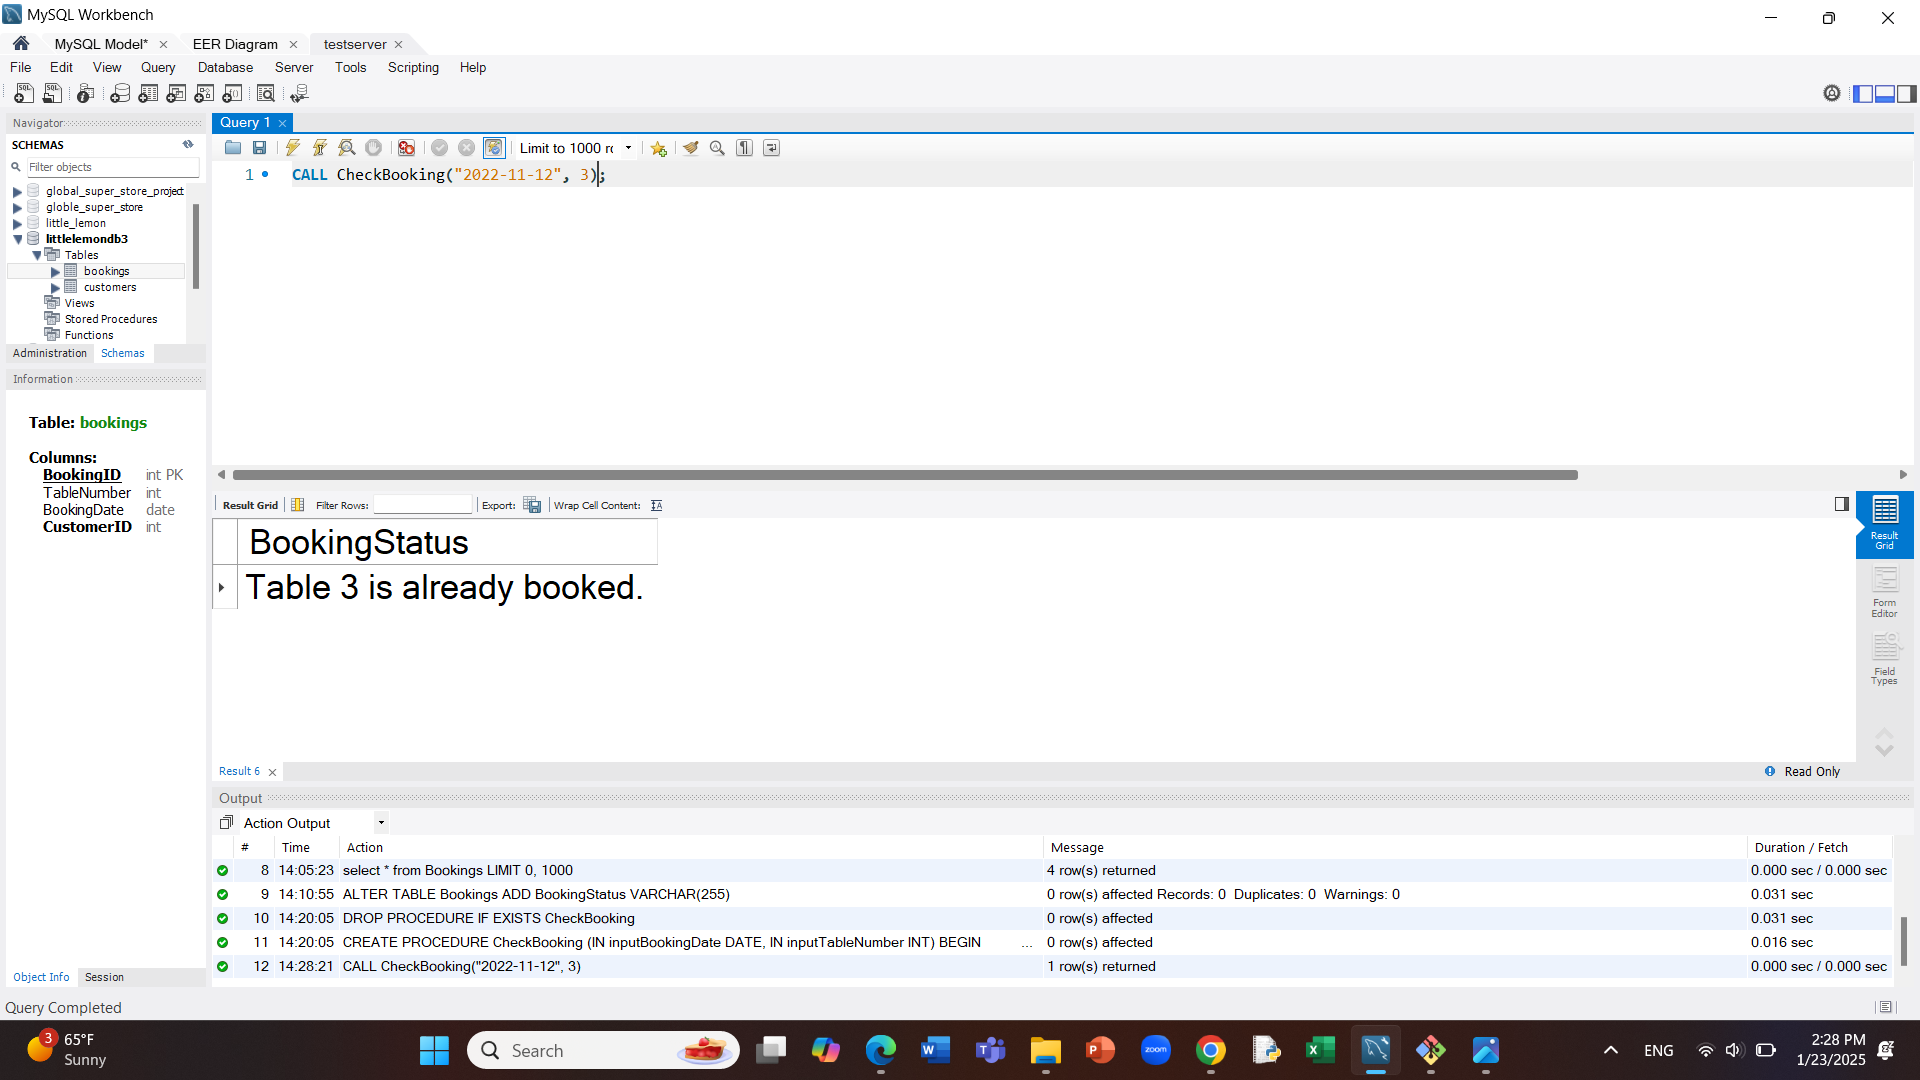 MySQL Workbench
MySQL Model* × EER Diagram × testserver ×
File Edit View Query Database Server Tools Scripting Help
Navigator
Query 1 ×
SCHEMAS
Limit to 1000 rc
Filter objects
1 CALL CheckBooking("2022-11-12", 3);
global_super_store_project
globle_super_store
little_lemon
littlelemondb3
Tables
bookings
customers
Views
Stored Procedures
Functions
Administration Schemas
Information
Table: bookings
Columns:
BookingID int PK
TableNumber int
BookingDate date
CustomerID int
Result Grid Filter Rows: Export: Wrap Cell Content:
BookingStatus
Table 3 is already booked.
Result
Grid
Form
Editor
Field
Types
Result 6 ×
Read Only
Output
Action Output
# Time Action Message Duration / Fetch
8 14:05:23 select * from Bookings LIMIT 0, 1000 4 row(s) returned 0.000 sec / 0.000 sec
9 14:10:55 ALTER TABLE Bookings ADD BookingStatus VARCHAR(255) 0 row(s) affected Records: 0 Duplicates: 0 Warnings: 0 0.031 sec
10 14:20:05 DROP PROCEDURE IF EXISTS CheckBooking 0 row(s) affected 0.031 sec
11 14:20:05 CREATE PROCEDURE CheckBooking (IN inputBookingDate DATE, IN inputTableNumber INT) BEGIN ... 0 row(s) affected 0.016 sec
12 14:28:21 CALL CheckBooking("2022-11-12", 3) 1 row(s) returned 0.000 sec / 0.000 sec
Object Info Session
Query Completed
3
65°F
Sunny
Search
zoom
ENG
2:28 PM
1/23/2025